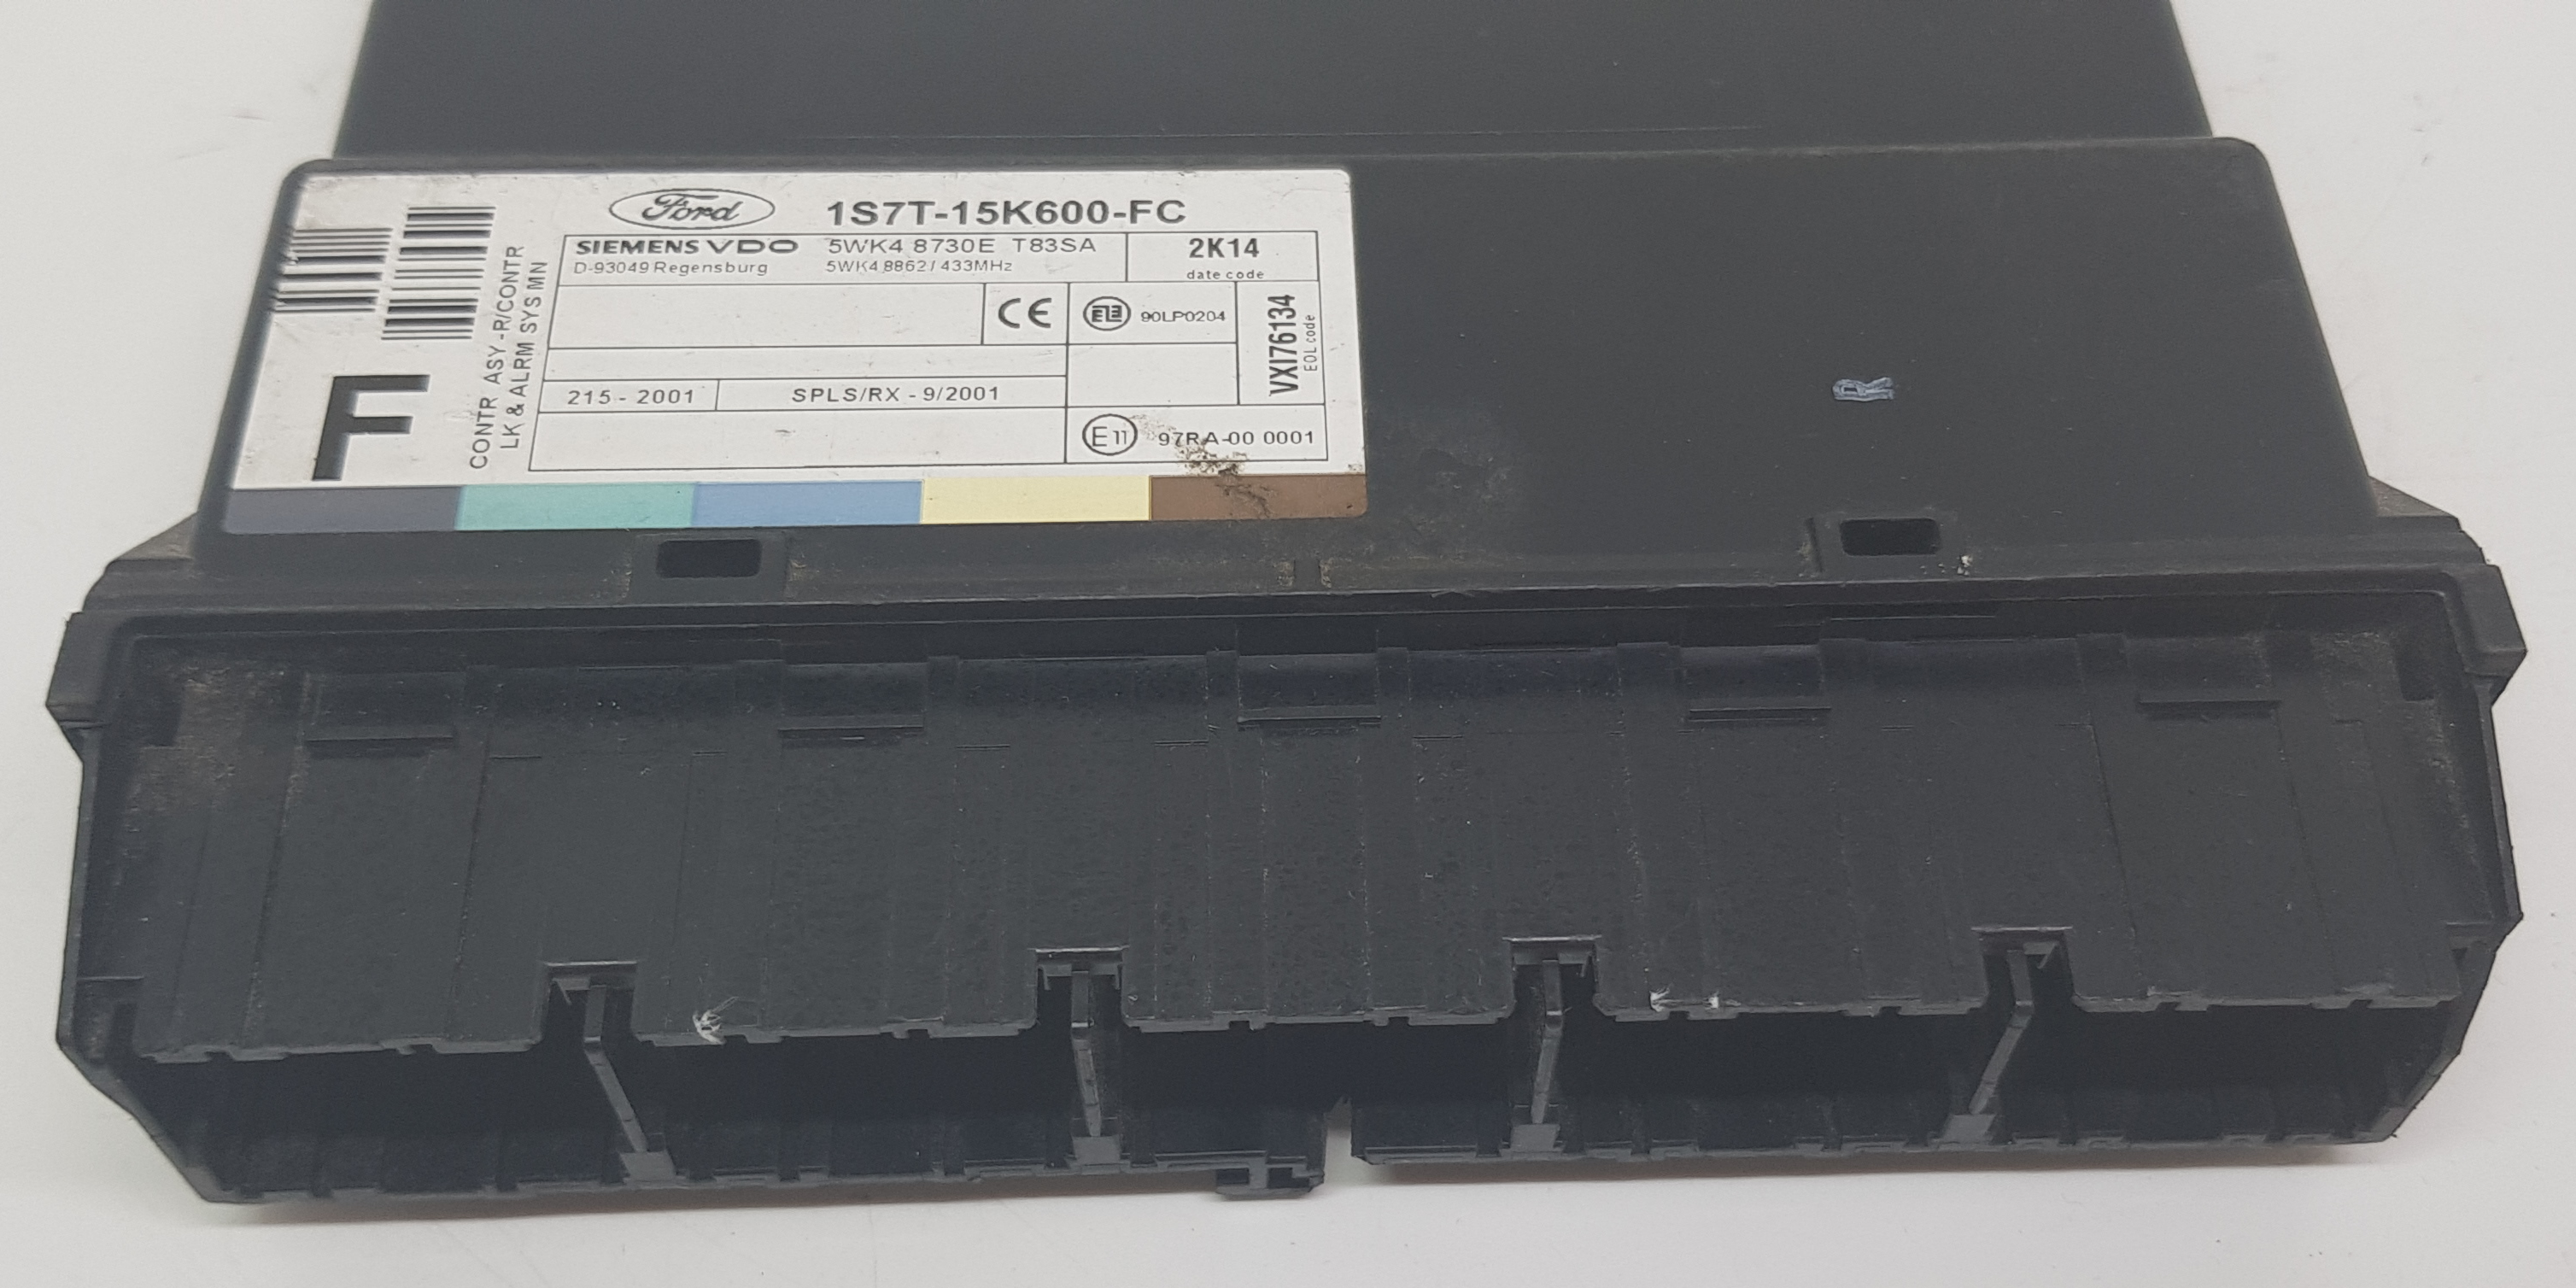 Ford 1S7T-15K600-FC
SIEMENS VDO 5WK4 8730E T83SA
D-93049 Regensburg 5WK4 8862 / 433MHz
2K14
date code
CE
90LP0204
VXI76134
EOL code
215 - 2001
SPLS/RX - 9/2001
E11 97RA-00 0001
CONTR ASY - R/CONTR
LK & ALRM SYS MN
F
R